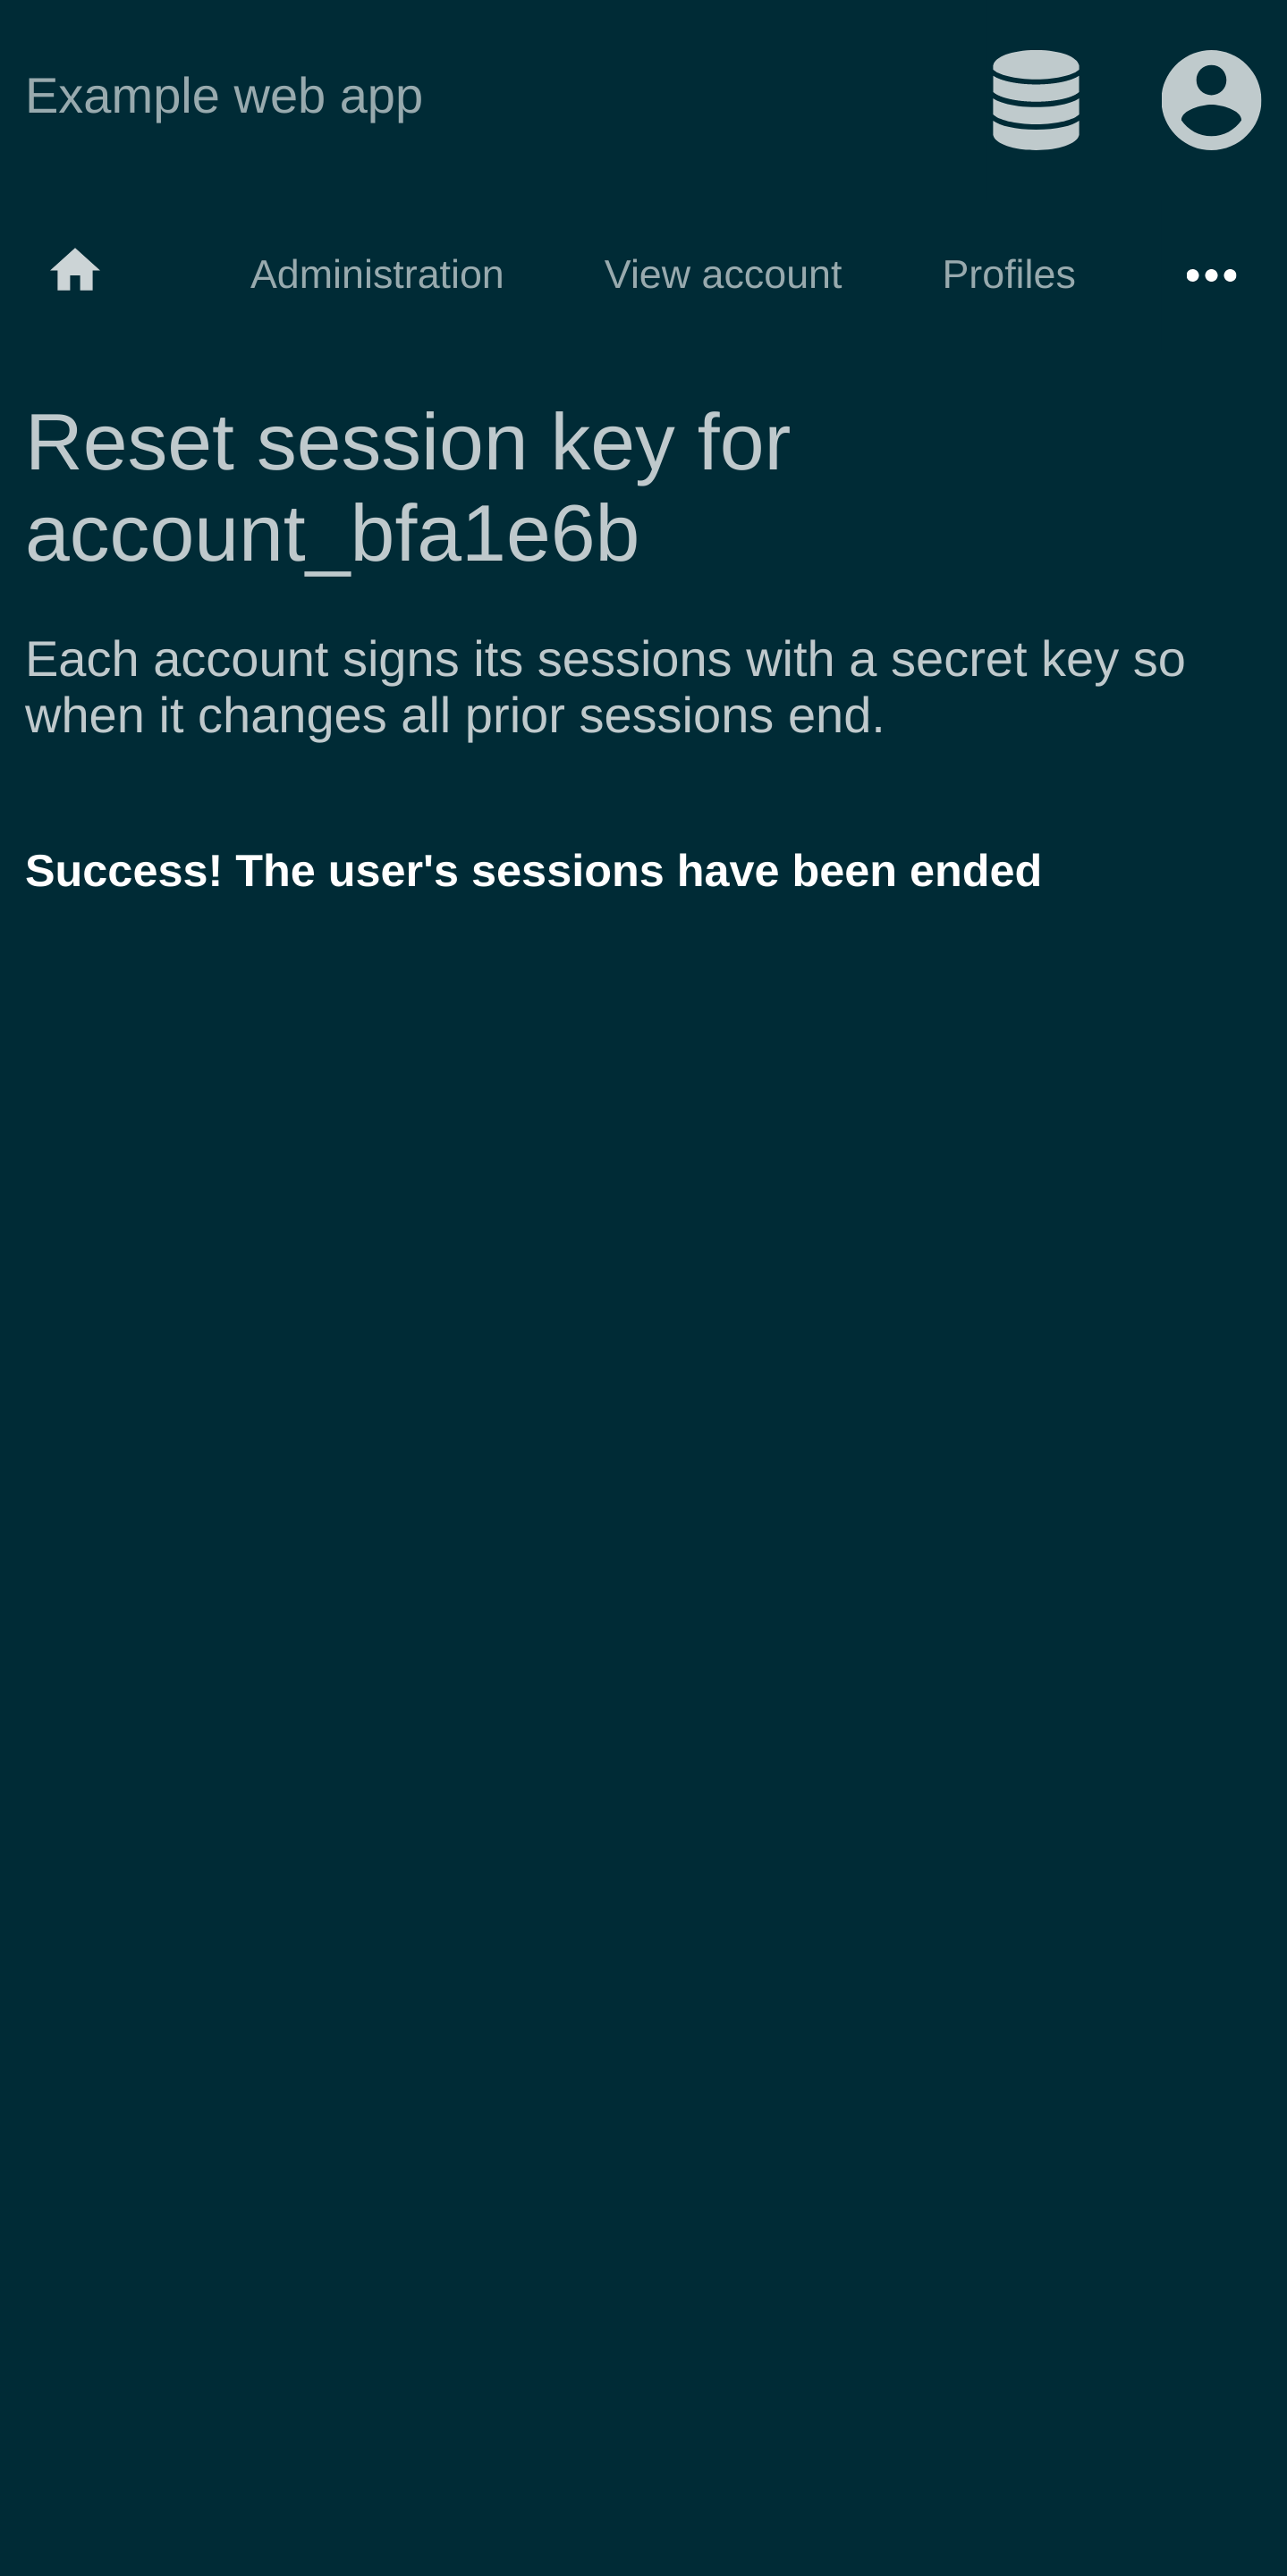 Example web app
Administration View account Profiles
Reset session key for
account_bfa1e6b
Each account signs its sessions with a secret key so
when it changes all prior sessions end.
Success! The user's sessions have been ended